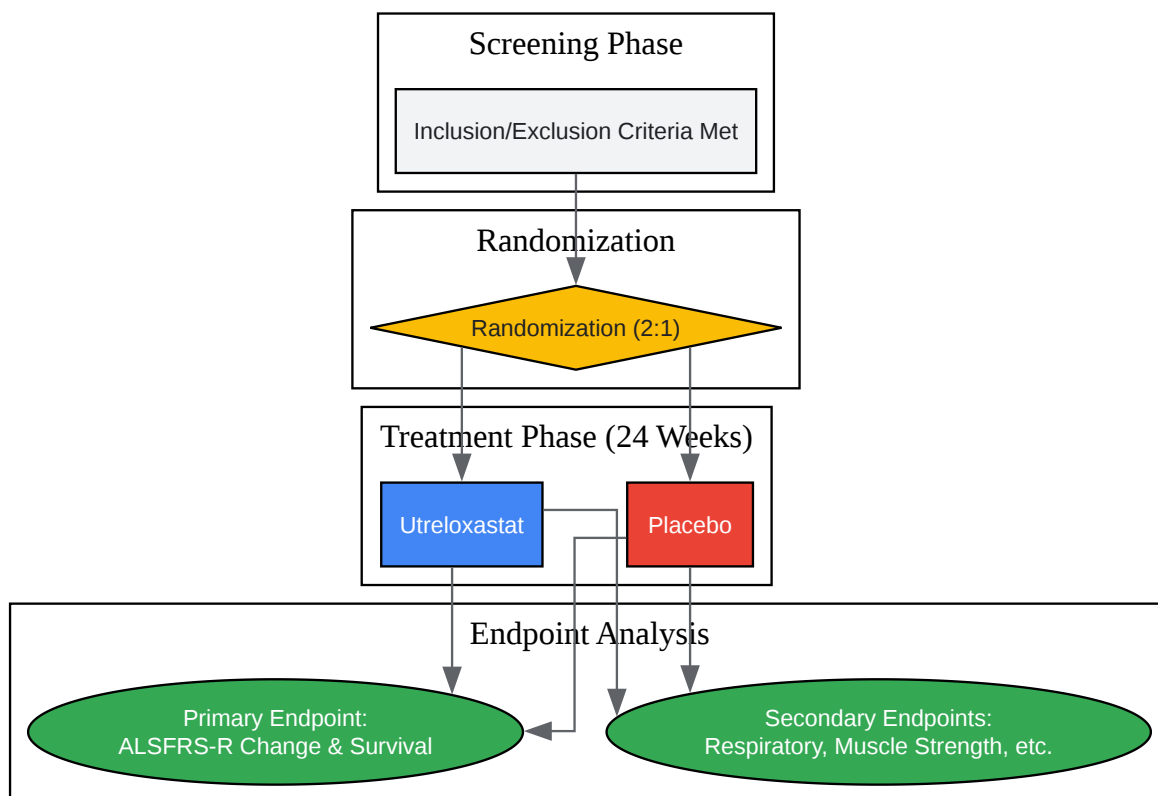 Screening Phase
Inclusion/Exclusion Criteria Met
Randomization
Randomization (2:1)
Treatment Phase (24 Weeks)
Utreloxastat
Placebo
Endpoint Analysis
Primary Endpoint:
ALSFRS-R Change & Survival
Secondary Endpoints:
Respiratory, Muscle Strength, etc.